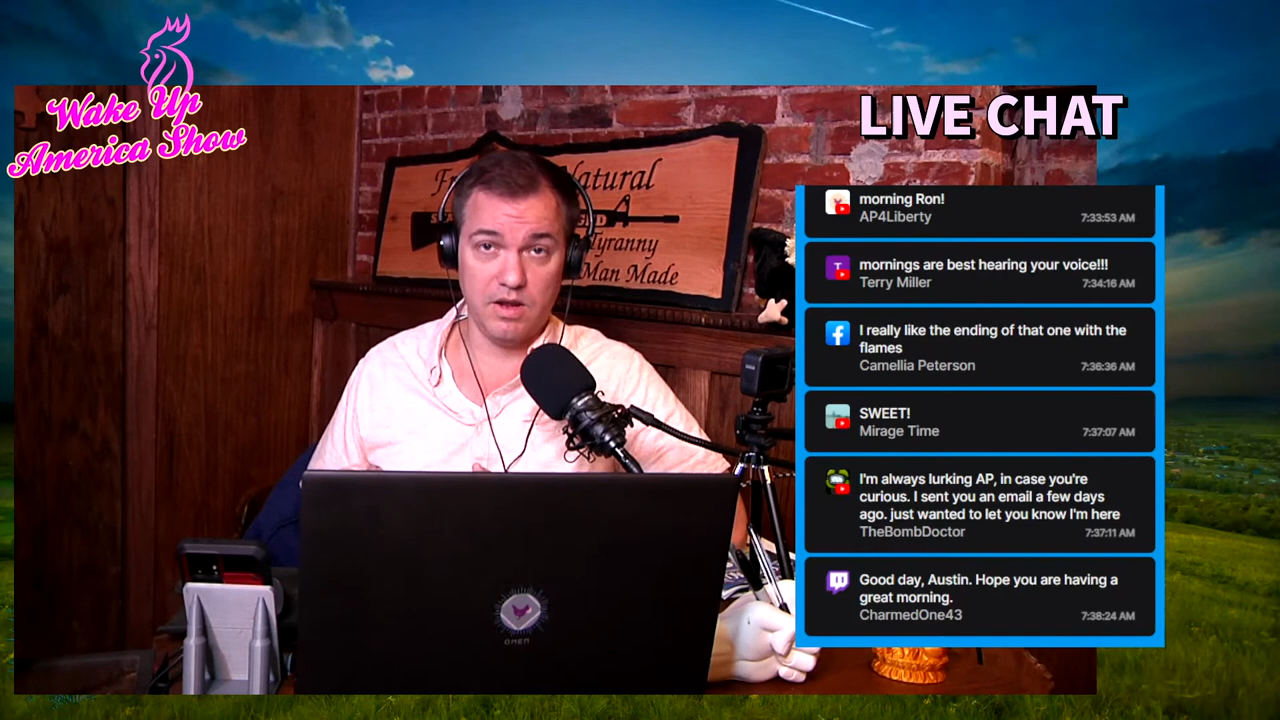 Wake Up
America Show
LIVE CHAT
Natural
Tyranny
Man Made
OMEN
morning Ron!
AP4Liberty
7:33:53 AM
mornings are best hearing your voice!!!
Terry Miller
7:34:16 AM
I really like the ending of that one with the
flames
Camellia Peterson
7:36:36 AM
SWEET!
Mirage Time
7:37:07 AM
I'm always lurking AP, in case you're
curious. I sent you an email a few days
ago. just wanted to let you know I'm here
TheBombDoctor
7:37:11 AM
Good day, Austin. Hope you are having a
great morning.
CharmedOne43
7:38:24 AM